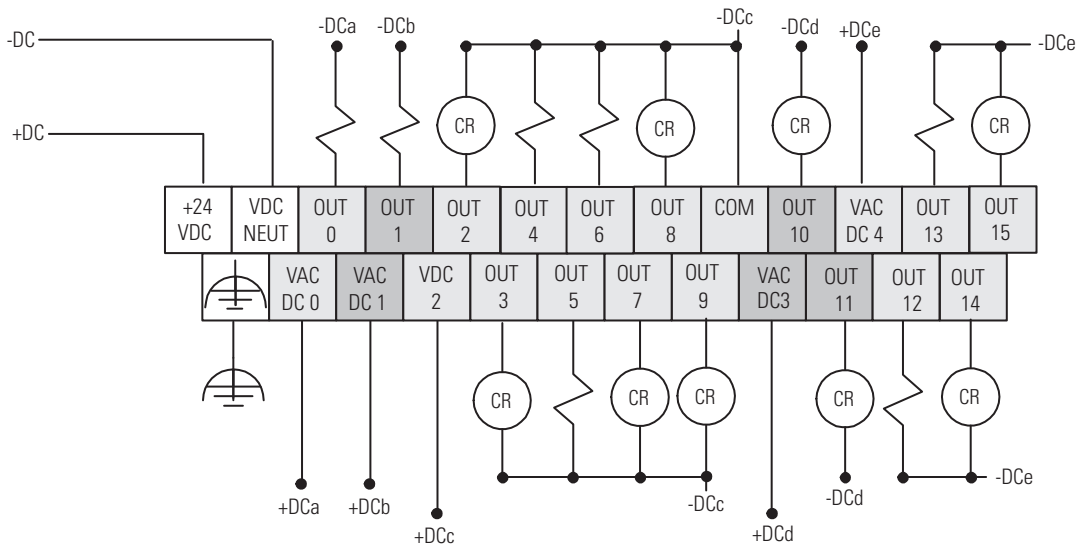 -DCa -DCb -DCc -DCd +DCe
-DC -DCe
+DC CR CR CR CR
+24 VDC OUT OUT OUT OUT OUT OUT COM OUT VAC OUT OUT
VDC NEUT 0 1 2 4 6 8 10 DC 4 13 15
VAC VAC VDC OUT OUT OUT OUT VAC OUT OUT OUT
DC 0 DC 1 2 3 5 7 9 DC3 11 12 14
CR CR CR CR CR
+DCa +DCb -DCc -DCd -DCe
+DCc +DCd